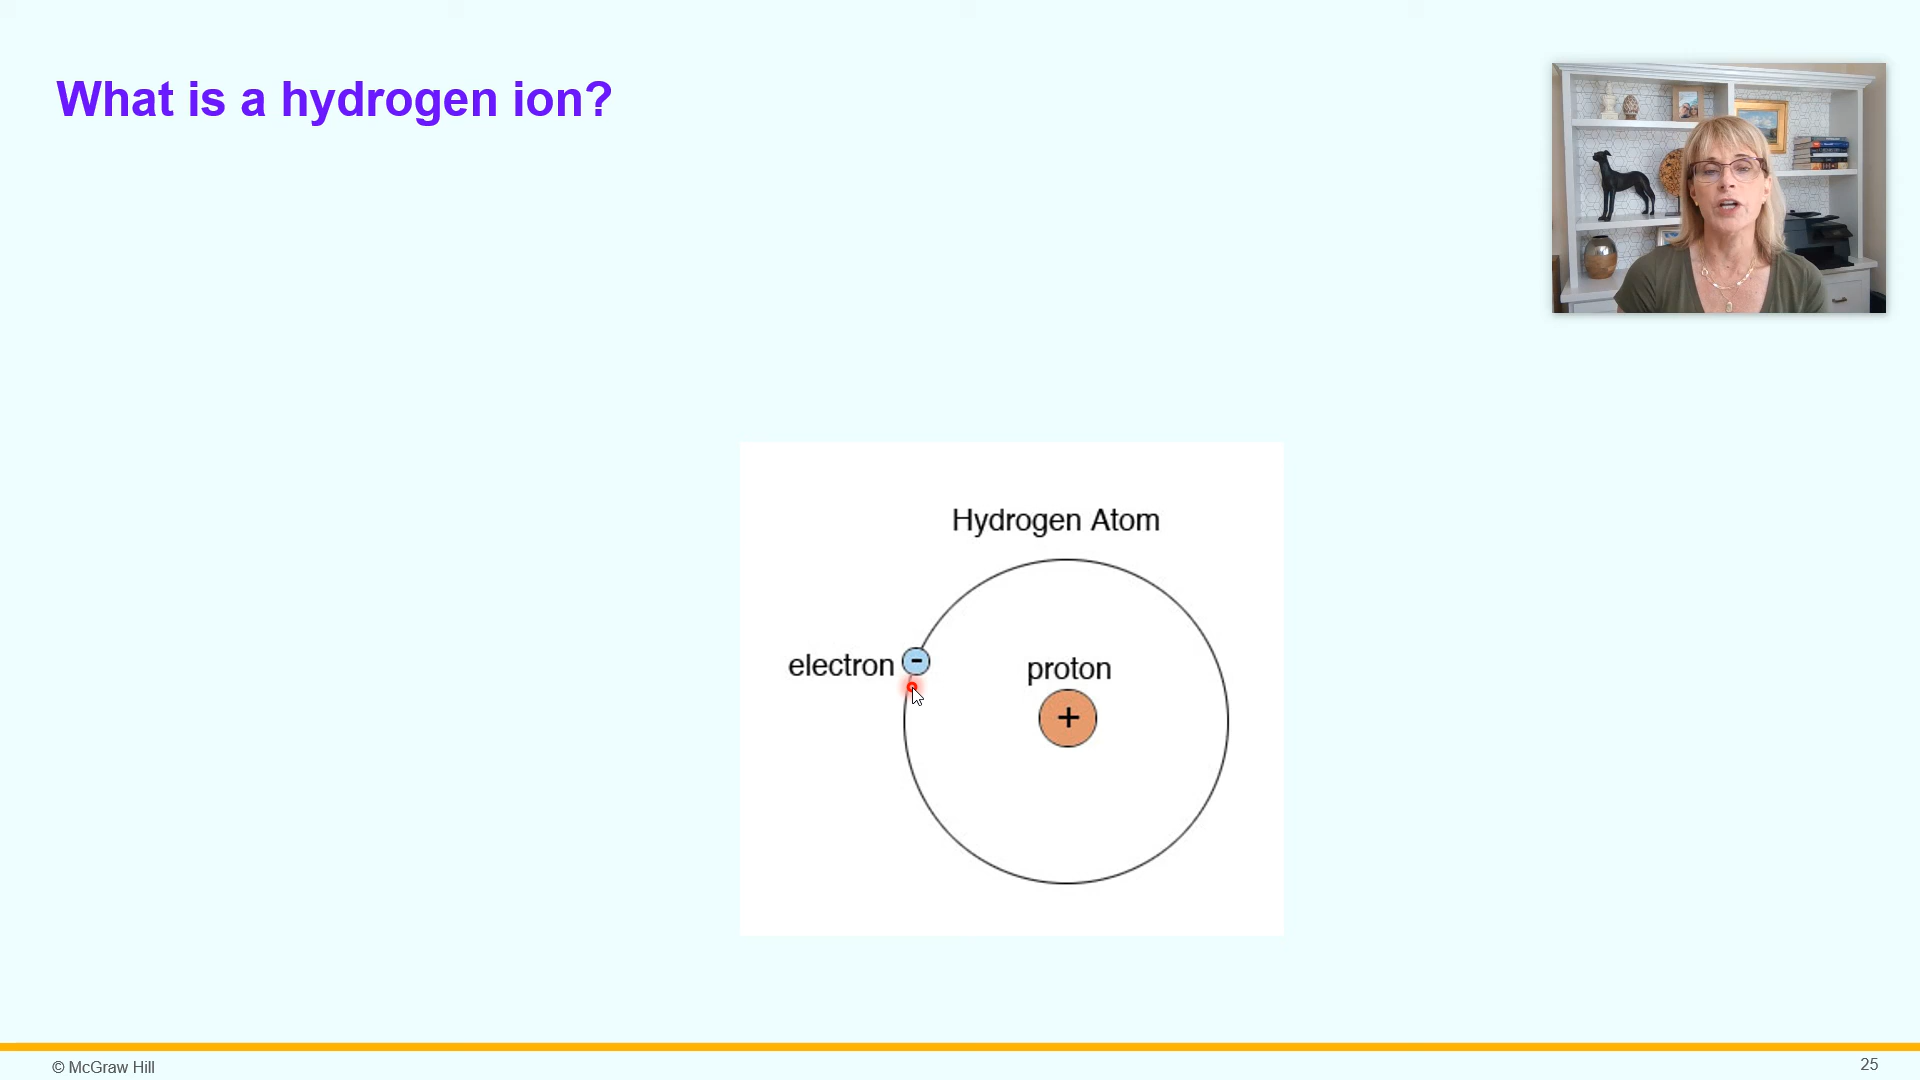 What is a hydrogen ion?
Hydrogen Atom
electron
-
proton
+
© McGraw Hill
25